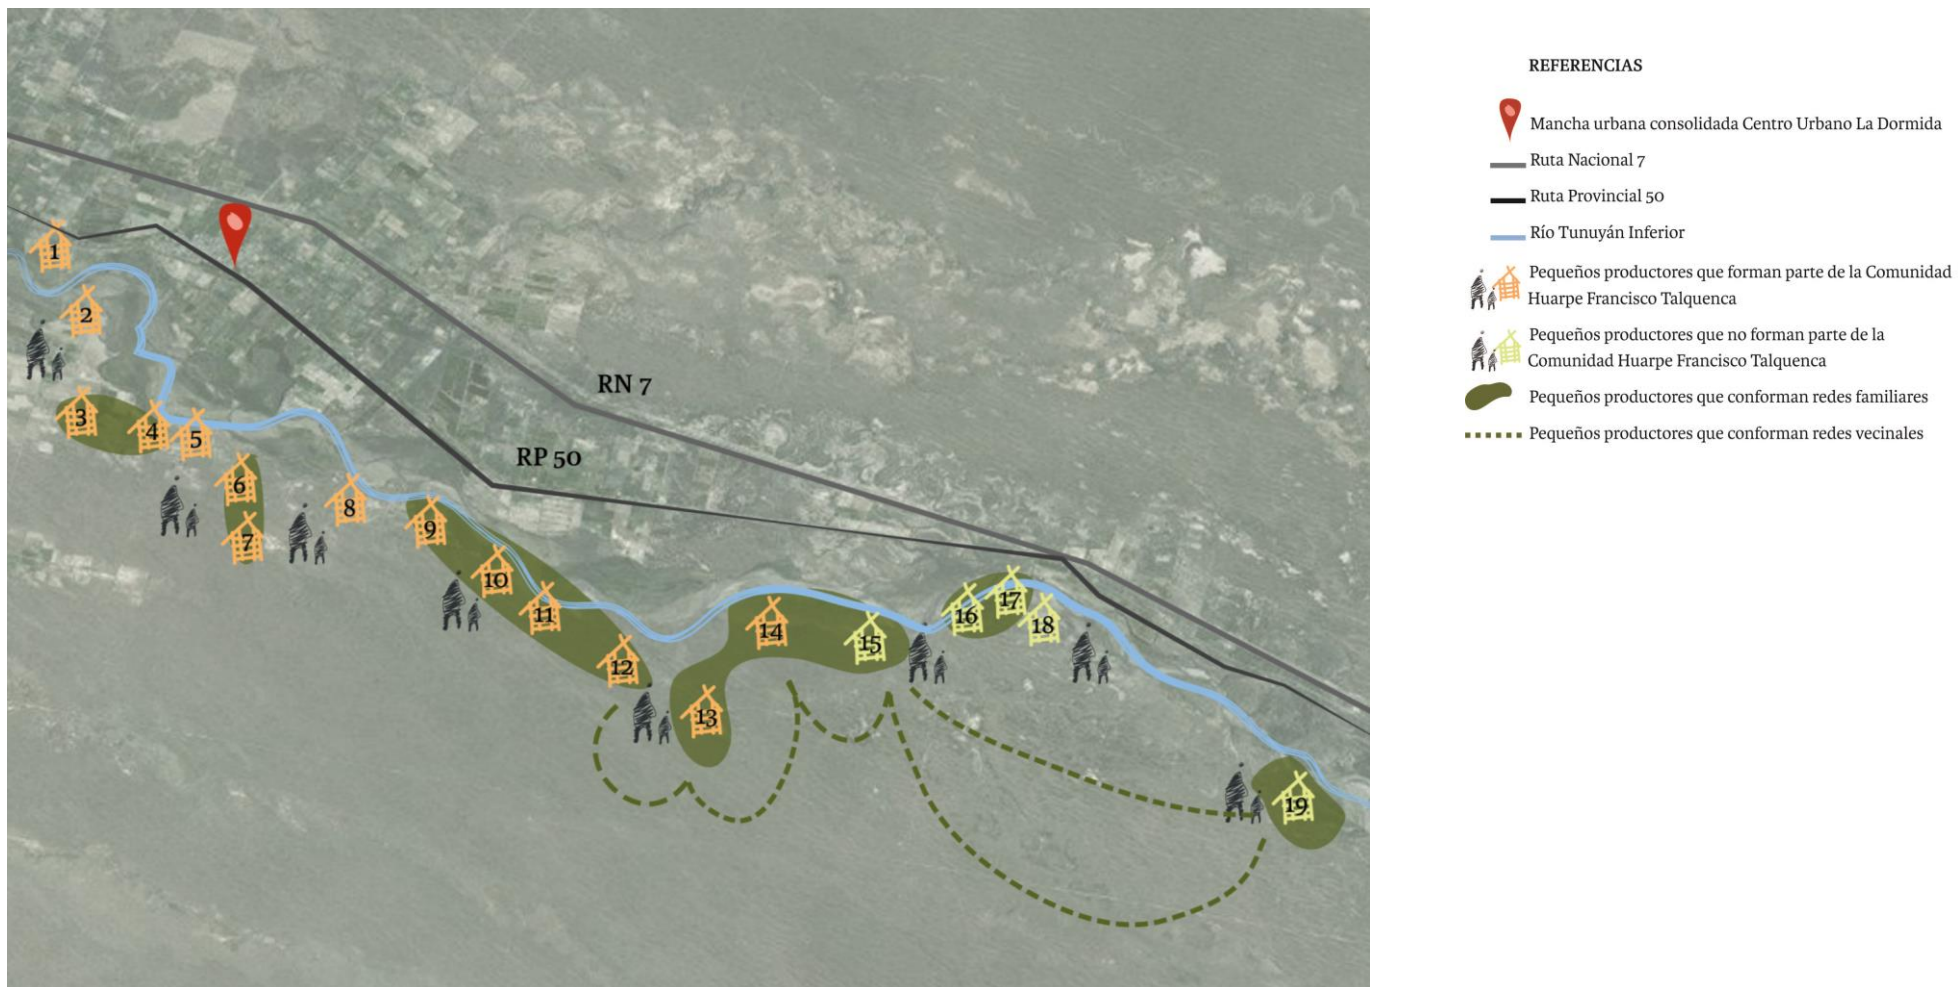 REFERENCIAS
Mancha urbana consolidada Centro Urbano La Dormida
Ruta Nacional 7
Ruta Provincial 50
Río Tunuyán Inferior
Pequeños productores que forman parte de la Comunidad
Huarpe Francisco Talquenca
Pequeños productores que no forman parte de la
Comunidad Huarpe Francisco Talquenca
Pequeños productores que conforman redes familiares
Pequeños productores que conforman redes vecinales
RN 7
RP 50
1
2
3
4
5
6
7
8
9
10
11
12
13
14
15
16
17
18
19